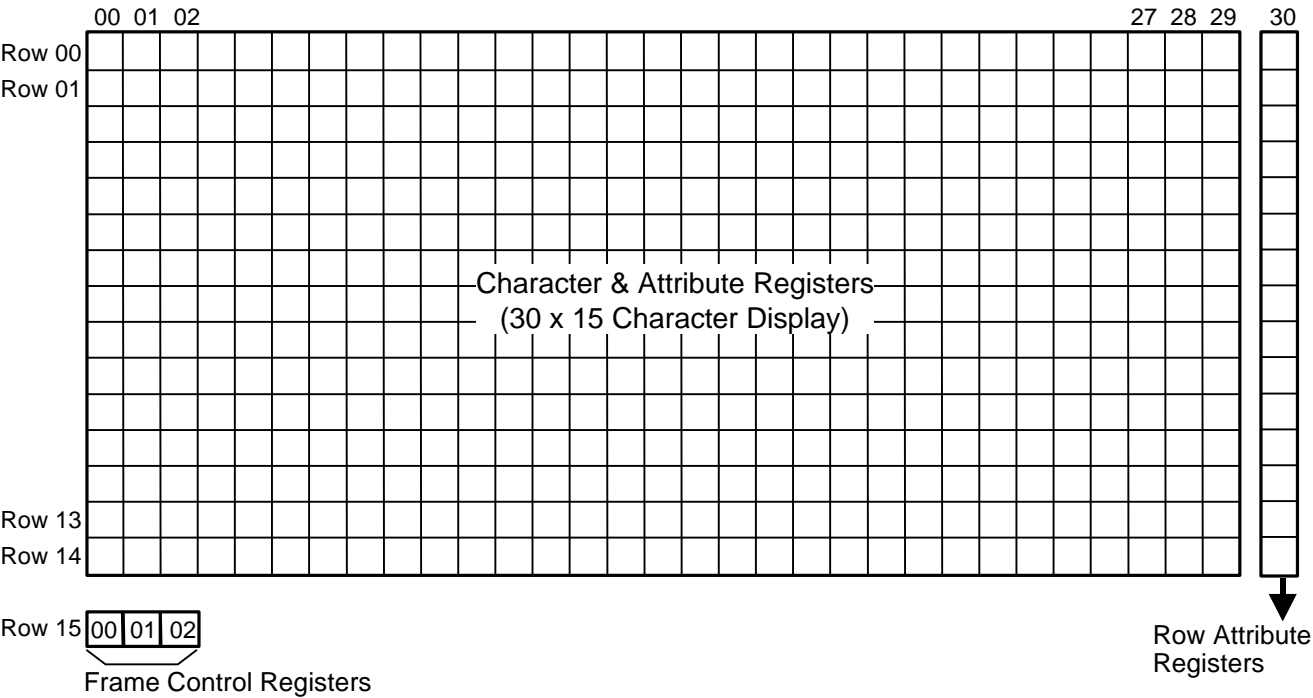 00 01 02 27 28 29 30
Row 00
Row 01
Character & Attribute Registers
(30 x 15 Character Display)
Row 13
Row 14
Row 15 00 01 02
Frame Control Registers
Row Attribute
Registers